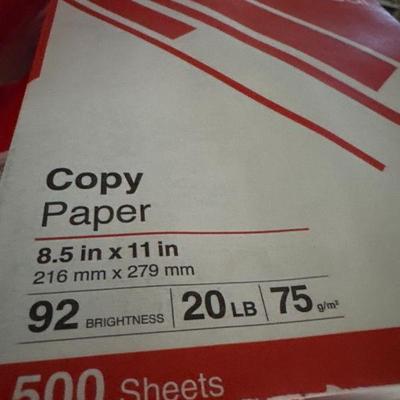 Copy
Paper
8.5 in x 11 in
216 mm x 279 mm
92 BRIGHTNESS 20 LB 75 g/m²
500 Sheets